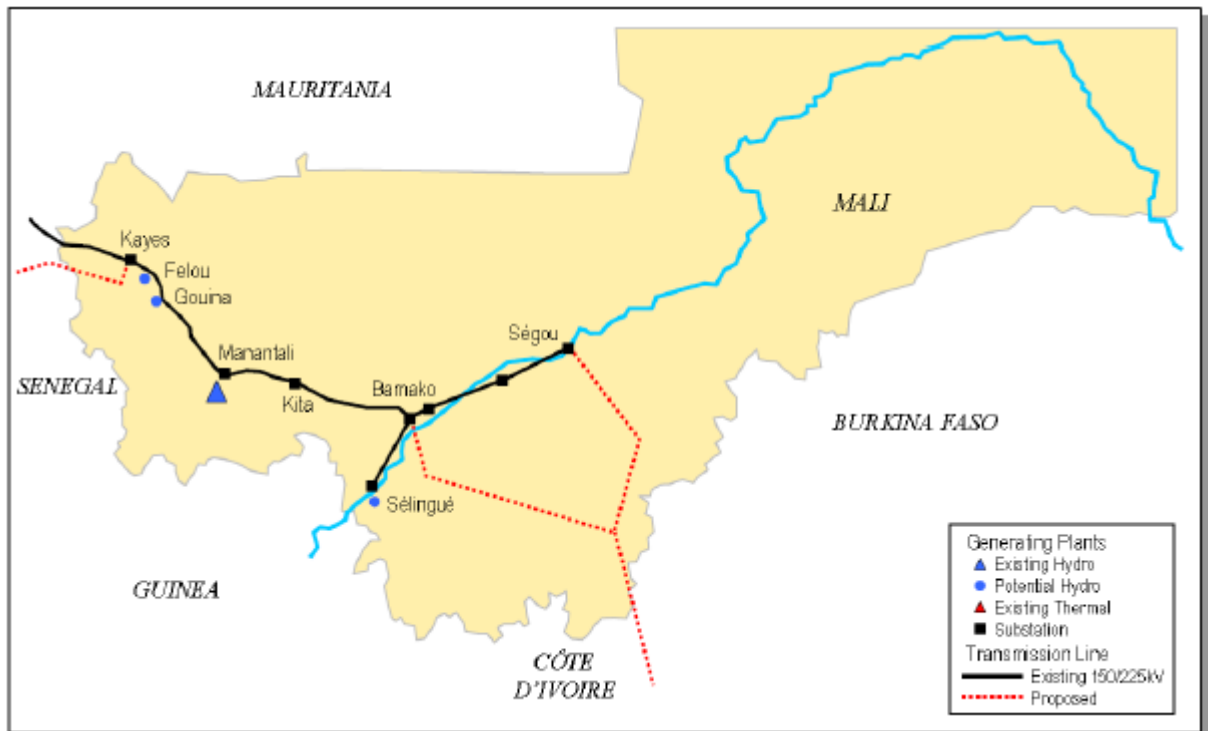 MAURITANIA
MALI
Kayes
Felou
Gouina
Ségou
Manantali
SENEGAL
Bamako
Kita
BURKINA FASO
Sélingué
GUINEA
CÔTE
D'IVOIRE
Generating Plants
Existing Hydro
Potential Hydro
Existing Thermal
Substation
Transmission Line
Existing 150/225kV
Proposed